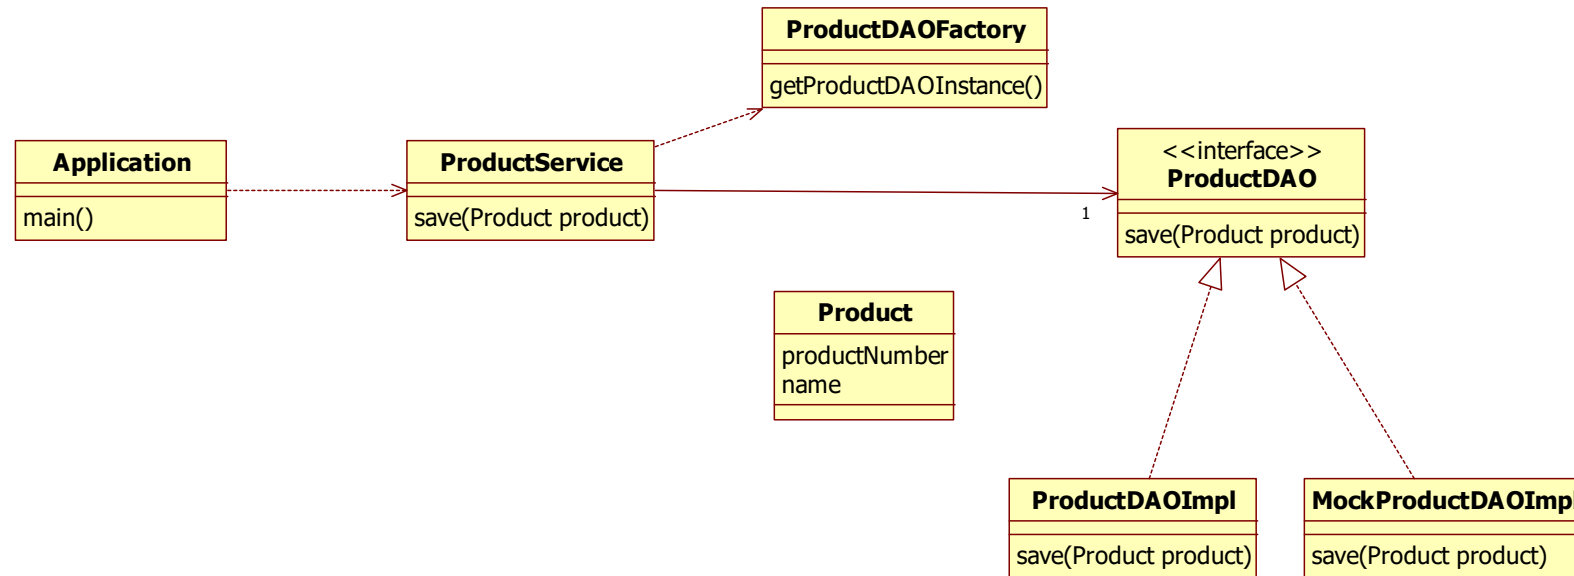 ProductDAOFactory
getProductDAOInstance()
Application
main()
ProductService
save(Product product)
<<interface>>
ProductDAO
save(Product product)
1
Product
productNumber
name
ProductDAOImpl
save(Product product)
MockProductDAOImpl
save(Product product)